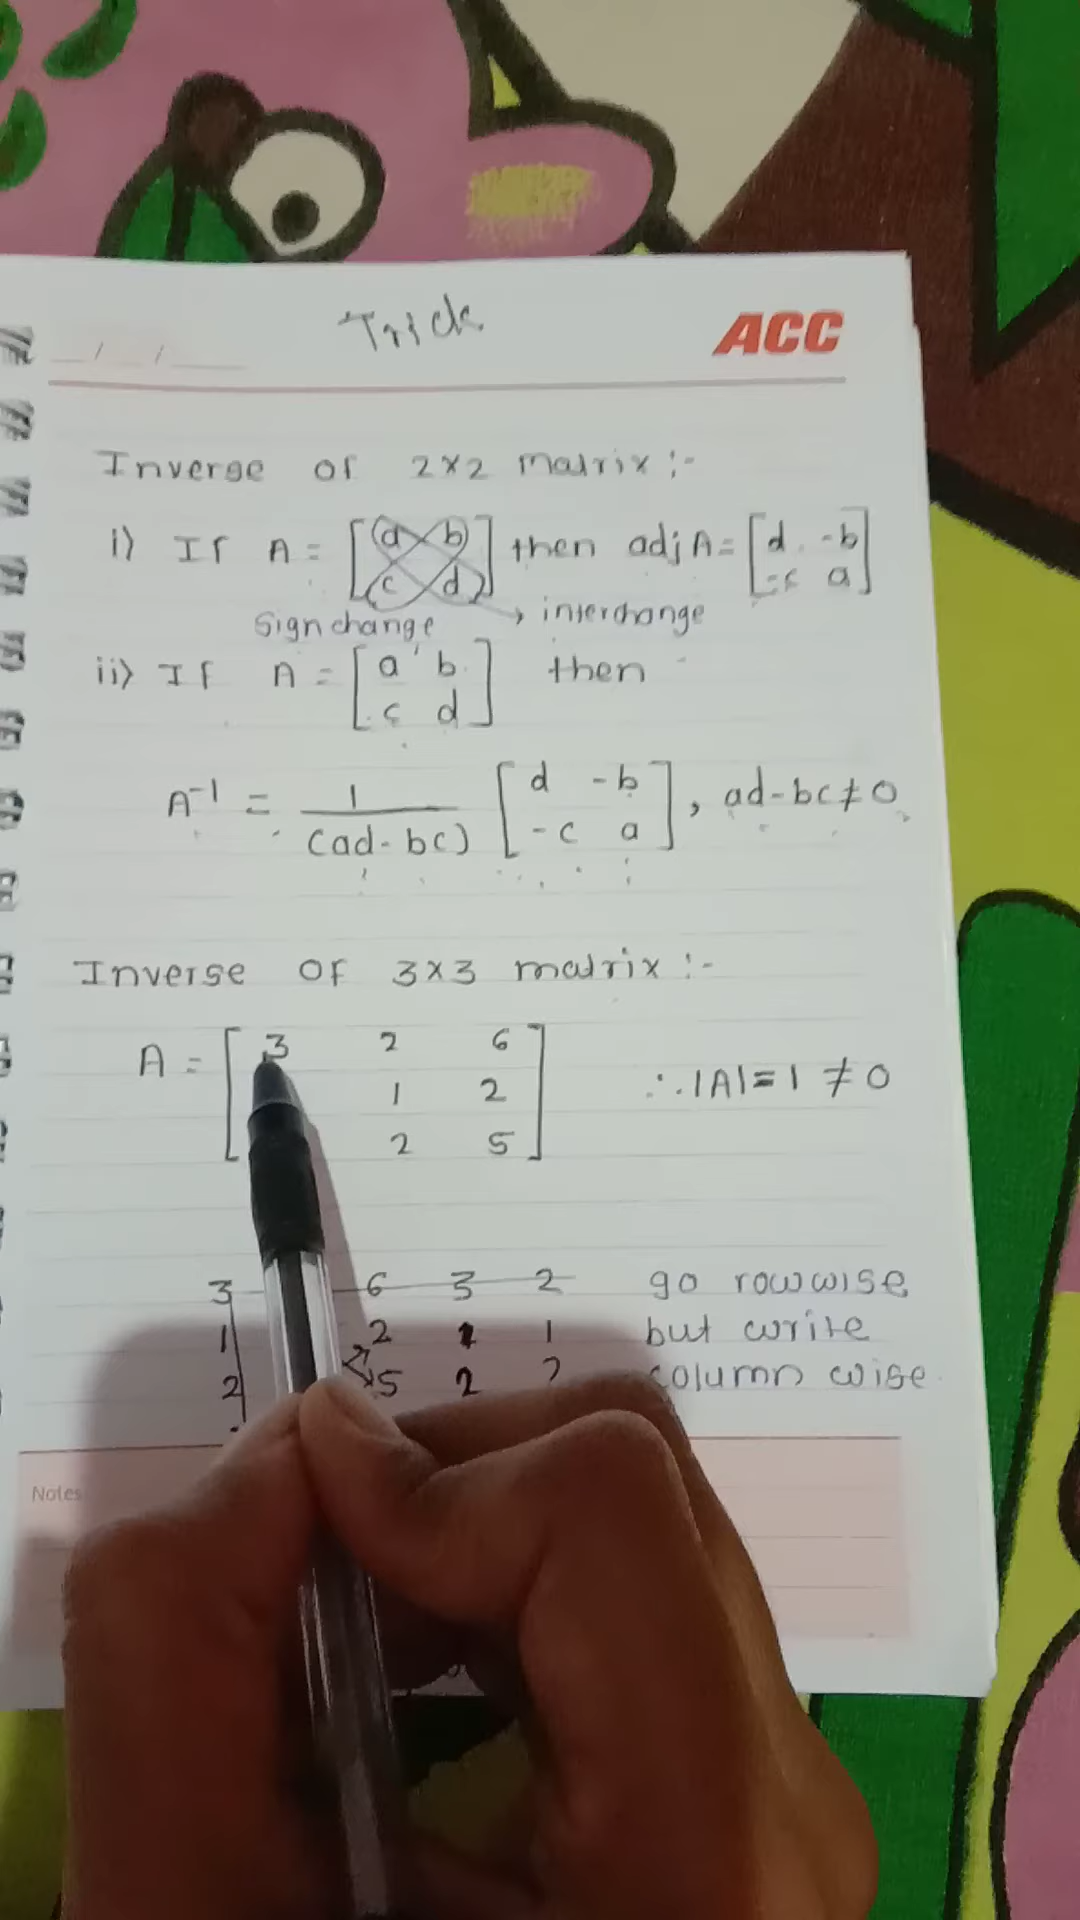 Trick
ACC
Inverse of 2×2 matrix :-
i) If A = [a b] then adj A = [d -b]
[c d] [-c a]
Sign change → interchange
ii) If A = [a b] then
[c d]
A⁻¹ = 1 [d -b], ad-bc≠0
(ad-bc) [-c a]
Inverse of 3×3 matrix :-
A = [3 2 6]
1 2 ∴ |A| = 1 ≠ 0
2 5
3 6 3 2 go rowwise
1 2 1 1 but write
2 5 2 2 column wise
Notes